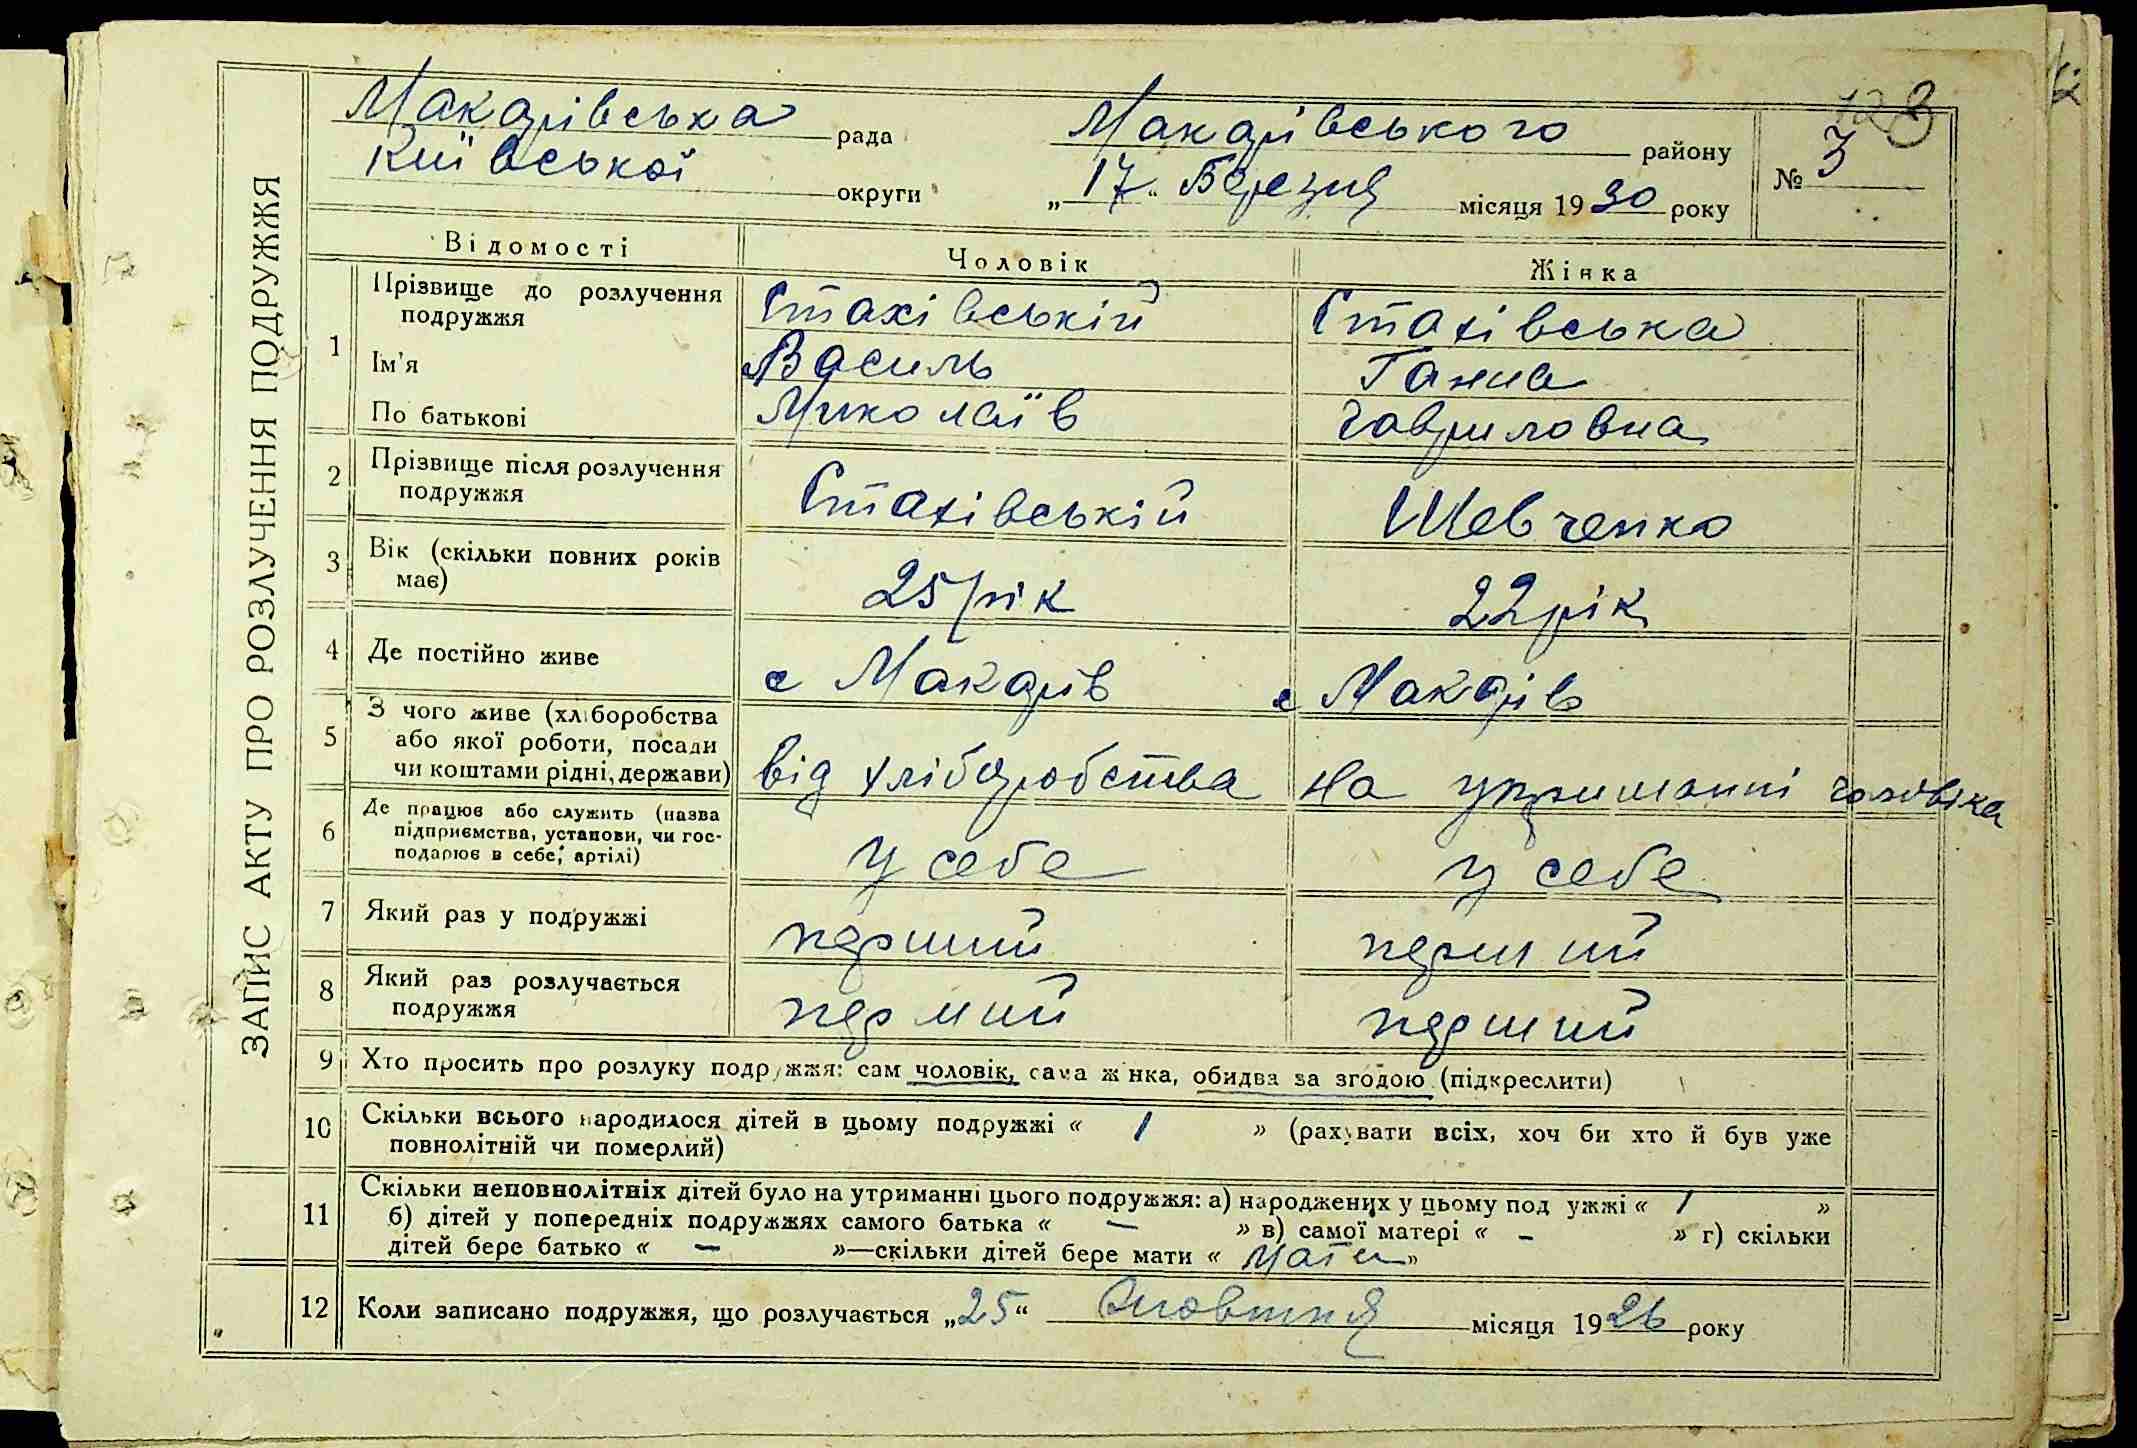 ЗАПИС АКТУ ПРО РОЗЛУЧЕННЯ ПОДРУЖЖЯ
Макарівська рада Макарівського району № 3
Київської округи „17“ Березня місяця 1930 року
Відомості Чоловік Жінка
1 Прізвище до розлучення подружжя Стахівській Стахівська
Ім'я Василь Ганна
По батькові Миколаїв Гавриловна
2 Прізвище після розлучення
подружжя Стахівській Шевченко
3 Вік (скільки повних років
має) 25 рік 22 рік
4 Де постійно живе с Макарів с Макарів
5 З чого живе (хліборобства
або якої роботи, посади
чи коштами рідні, держави) від хліборобства на утриманні чоловіка
6 Де працює або служить (назва
підприємства, установи, чи гос-
подарює в себе, артілі) у себе у себе
7 Який раз у подружжі перший перший
8 Який раз розлучається
подружжя перший перший
9 Хто просить про розлуку подружжя: сам чоловік, сама жінка, обидва за згодою (підкреслити)
10 Скільки всього народилося дітей в цьому подружжі « 1 » (рахувати всіх, хоч би хто й був уже
повнолітній чи померлий)
11 Скільки неповнолітніх дітей було на утриманні цього подружжя: а) народжених у цьому подружжі « 1 »
б) дітей у попередніх подружжях самого батька « — » в) самої матері « – » г) скільки
дітей бере батько « — »—скільки дітей бере мати « мати »
12 Коли записано подружжя, що розлучається „25“ Жовтня місяця 1926 року